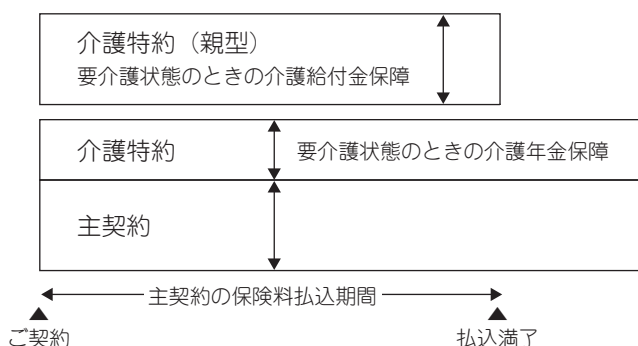 介護特約（親型）
要介護状態のときの介護給付金保障
介護特約
要介護状態のときの介護年金保障
主契約
主契約の保険料払込期間
ご契約
払込満了